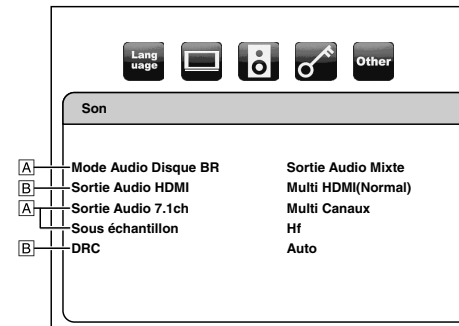 Lang
uage
Other
Son
A Mode Audio Disque BR Sortie Audio Mixte
B Sortie Audio HDMI Multi HDMI(Normal)
A Sortie Audio 7.1ch Multi Canaux
Sous échantillon Hf
B DRC Auto